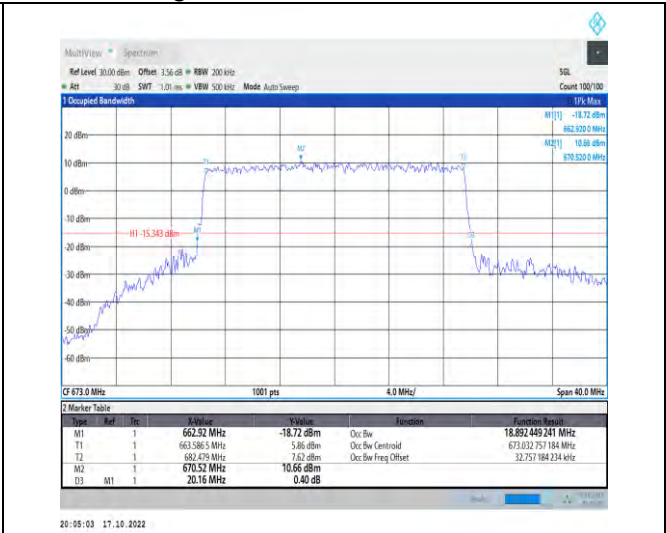 MultiView Spectrum
Ref Level 30.00 dBm Offset 3.56 dB RBW 200 kHz SGL
Att 30 dB SWT 1.01 ms VBW 500 kHz Mode Auto Sweep Count 100/100
1 Occupied Bandwidth 1Pk Max
M1[1] -18.72 dBm
662.920 0 MHz
M2[1] 10.66 dBm
670.520 0 MHz
20 dBm
M2
T1
T2
10 dBm
0 dBm
-10 dBm
H1 -15.343 dBm
M1
D3
-20 dBm
-30 dBm
-40 dBm
-50 dBm
-60 dBm
CF 673.0 MHz 1001 pts 4.0 MHz/ Span 40.0 MHz
2 Marker Table
Type Ref Trc X-Value Y-Value Function Function Result
M1 1 662.92 MHz -18.72 dBm Occ Bw 18.892 449 241 MHz
T1 1 663.586 5 MHz 5.86 dBm Occ Bw Centroid 673.032 757 184 MHz
T2 1 682.479 MHz 7.62 dBm Occ Bw Freq Offset 32.757 184 234 kHz
M2 1 670.52 MHz 10.66 dBm
D3 M1 1 20.16 MHz 0.40 dB
20:05:03 17.10.2022